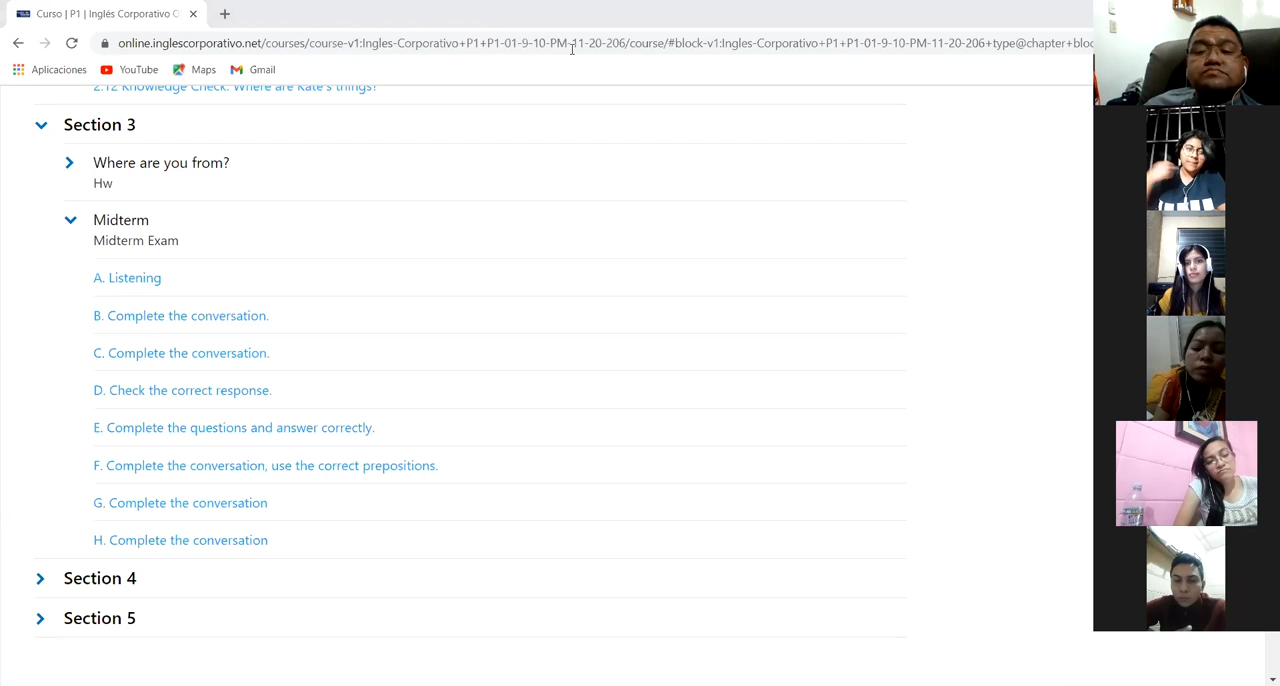 Curso | P1 | Inglés Corporativo
online.inglescorporativo.net/courses/course-v1:Ingles-Corporativo+P1+P1-01-9-10-PM-11-20-206/course/#block-v1:Ingles-Corporativo+P1+P1-01-9-10-PM-11-20-206+type@chapter+bloc
Aplicaciones YouTube Maps Gmail
2.12 Knowledge Check: Where are Kate's things?
Section 3
Where are you from?
Hw
Midterm
Midterm Exam
A. Listening
B. Complete the conversation.
C. Complete the conversation.
D. Check the correct response.
E. Complete the questions and answer correctly.
F. Complete the conversation, use the correct prepositions.
G. Complete the conversation
H. Complete the conversation
Section 4
Section 5